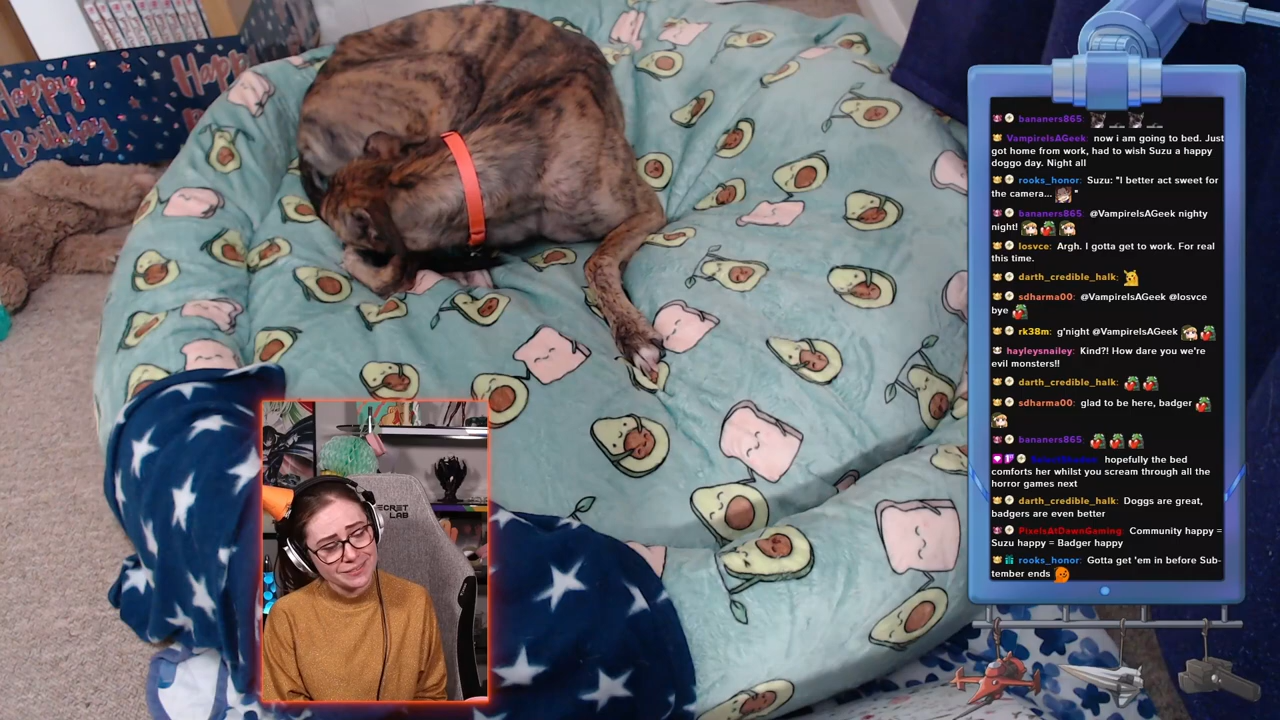 Happy
Birthday
Happ
ECRET
LAB
bananers865
VampireIsAGeek: now i am going to bed. Just
got home from work, had to wish Suzu a happy
doggo day. Night all
rooks_honor: Suzu: "I better act sweet for
the camera... "
bananers865: @VampireIsAGeek nighty
night!
losvce: Argh. I gotta get to work. For real
this time.
darth_credible_halk:
sdharma00: @VampireIsAGeek @losvce
bye
rk38m: g'night @VampireIsAGeek
hayleysnailey: Kind?! How dare you we're
evil monsters!!
darth_credible_halk:
sdharma00: glad to be here, badger
bananers865:
hopefully the bed
comforts her whilst you scream through all the
horror games next
darth_credible_halk: Doggs are great,
badgers are even better
PixelsAtDawnGaming: Community happy =
Suzu happy = Badger happy
rooks_honor: Gotta get 'em in before Sub-
tember ends